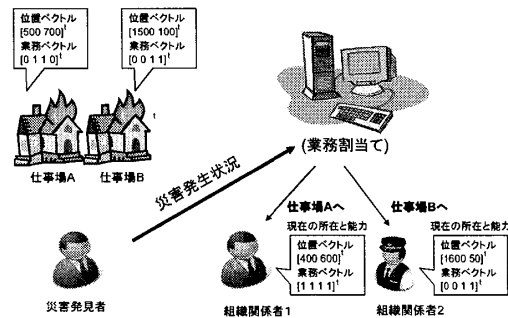 位置ベクトル
[500 700]t
業務ベクトル
[0 1 1 0]t
位置ベクトル
[1500 100]t
業務ベクトル
[0 0 1 1]t
t
仕事場A
仕事場B
(業務割当て)
災害発生状況
仕事場Aへ
仕事場Bへ
現在の所在と能力
位置ベクトル
[400 600]t
業務ベクトル
[1 1 1 1]t
現在の所在と能力
位置ベクトル
[1600 50]t
業務ベクトル
[0 0 1 1]t
災害発見者
組織関係者1
組織関係者2